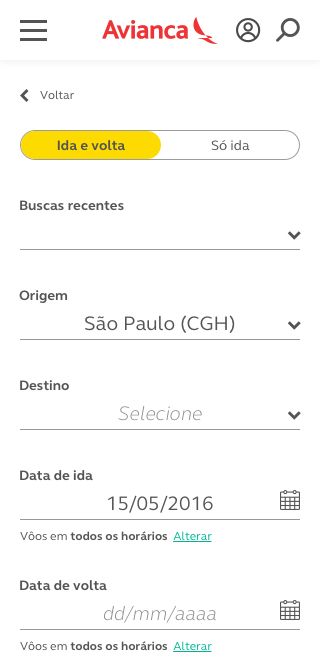 Avianca
Voltar
Ida e volta Só ida
Buscas recentes
Origem
São Paulo (CGH)
Destino
Selecione
Data de ida
15/05/2016
Vôos em todos os horários Alterar
Data de volta
dd/mm/aaaa
Vôos em todos os horários Alterar